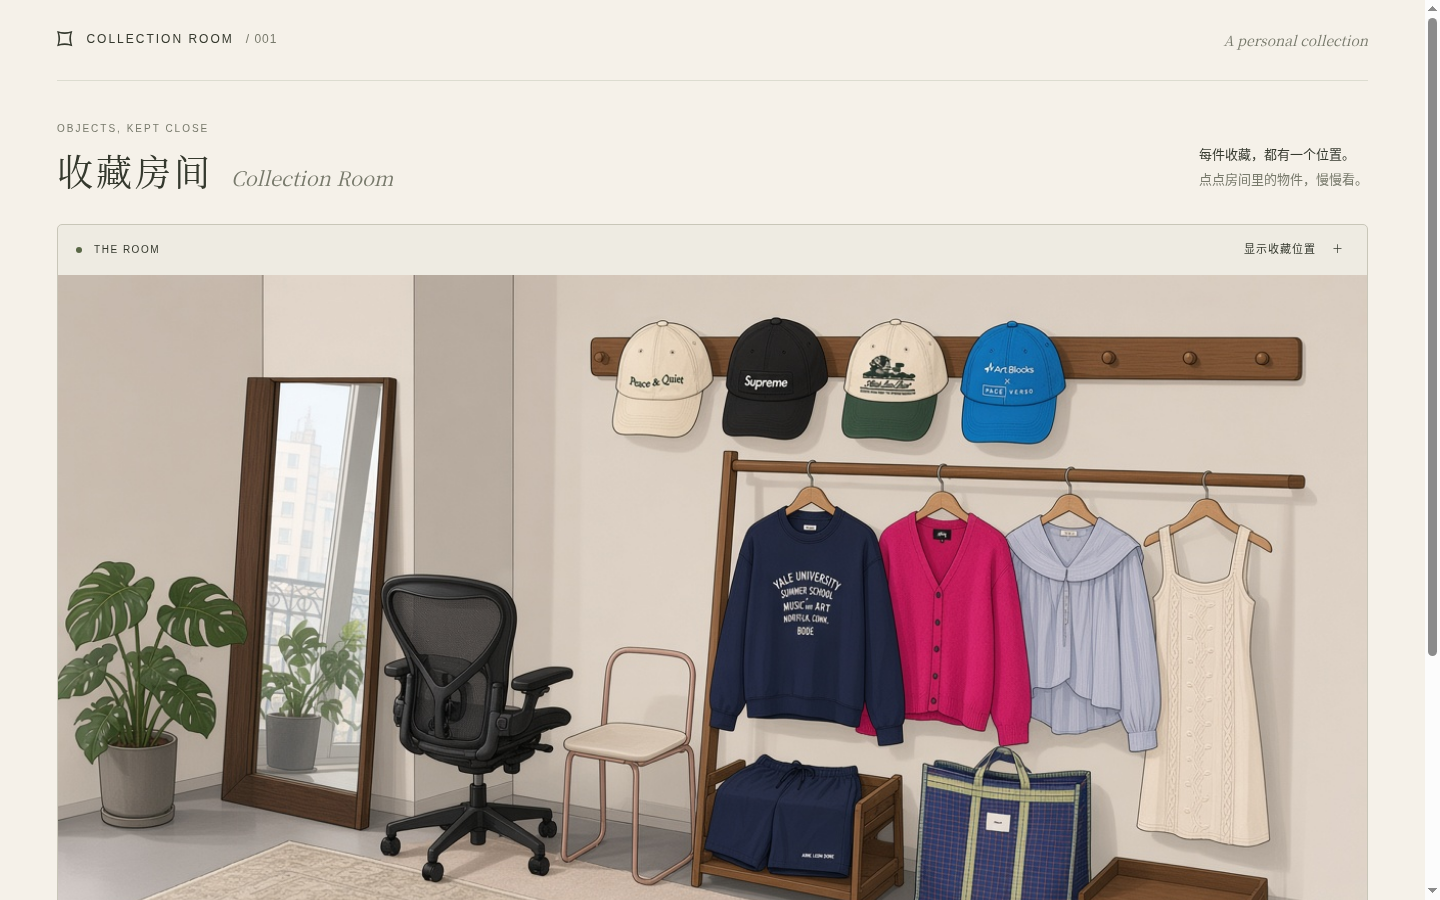 COLLECTION ROOM / 001
A personal collection
OBJECTS, KEPT CLOSE
收藏房间 Collection Room
每件收藏，都有一个位置。
点点房间里的物件，慢慢看。
THE ROOM
显示收藏位置 +
Peace & Quiet
Supreme
Art Blocks
X
PACE VERSO
YALE UNIVERSITY
SUMMER SCHOOL
MUSIC AND ART
NORFOLK, CONN.
BODE
AIMÉ LEON DORE